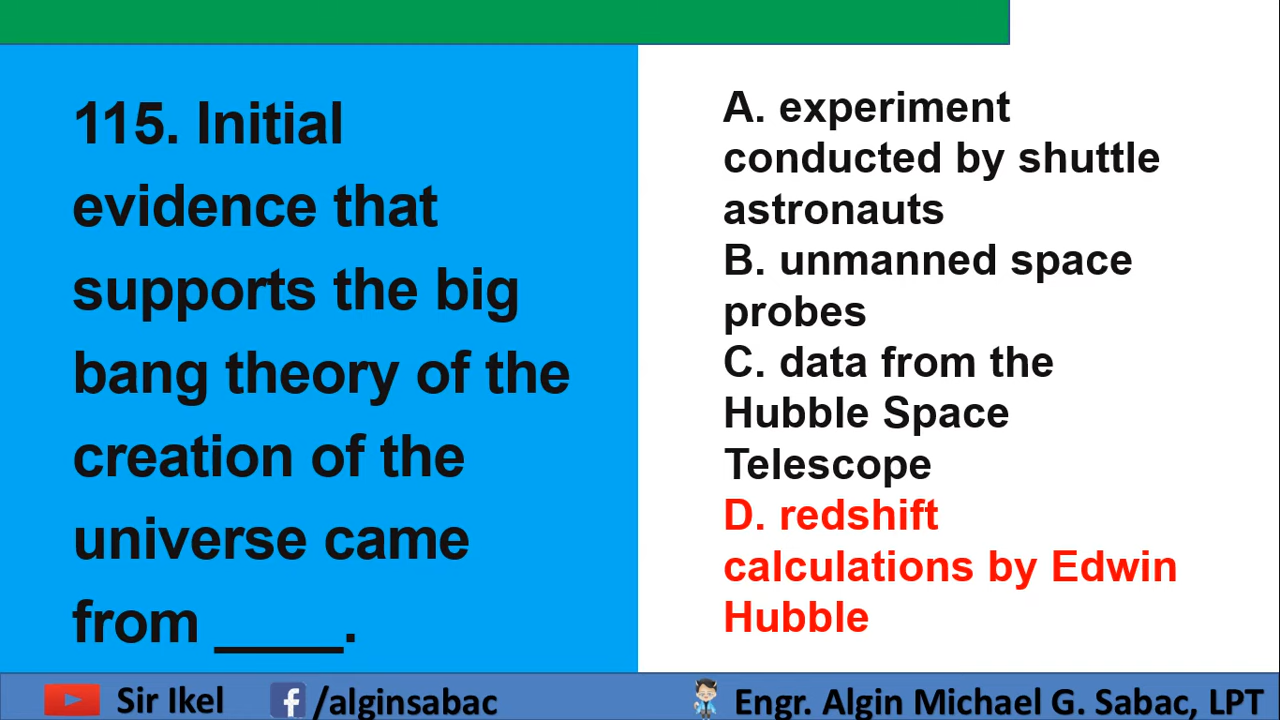 115. Initial
evidence that
supports the big
bang theory of the
creation of the
universe came
from ____.
A. experiment
conducted by shuttle
astronauts
B. unmanned space
probes
C. data from the
Hubble Space
Telescope
D. redshift
calculations by Edwin
Hubble
Sir Ikel
/alginsabac
Engr. Algin Michael G. Sabac, LPT